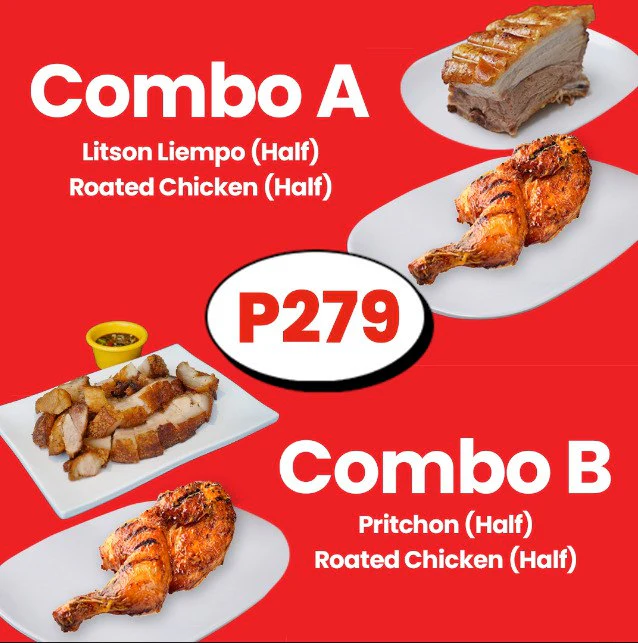 Combo A
Litson Liempo (Half)
Roated Chicken (Half)
P279
Combo B
Pritchon (Half)
Roated Chicken (Half)